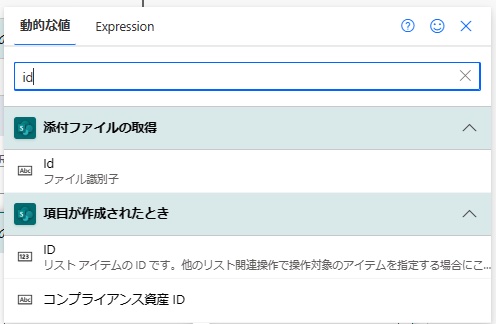 動的な値
Expression
id
添付ファイルの取得
Abc
Id
ファイル識別子
項目が作成されたとき
123
ID
リスト アイテムの ID です。他のリスト関連操作で操作対象のアイテムを指定する場合にこ...
Abc
コンプライアンス資産 ID